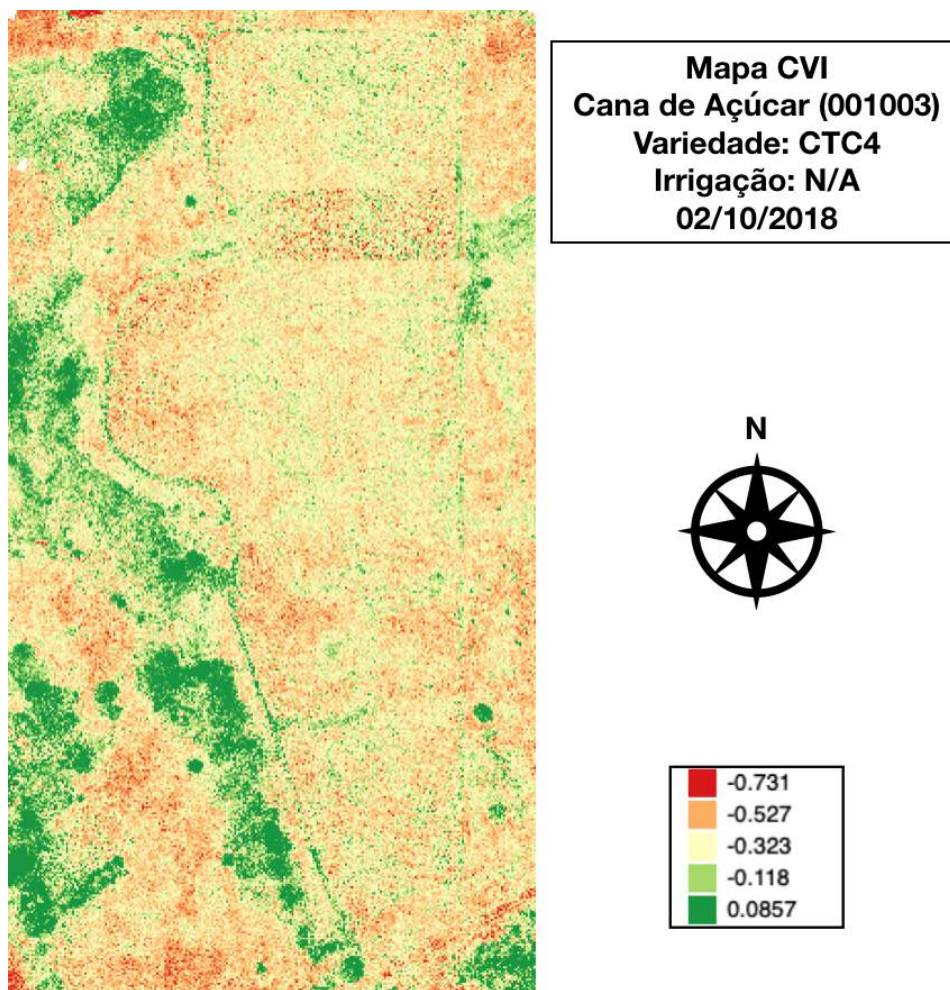 Mapa CVI
Cana de Açúcar (001003)
Variedade: CTC4
Irrigação: N/A
02/10/2018
N
-0.731
-0.527
-0.323
-0.118
0.0857